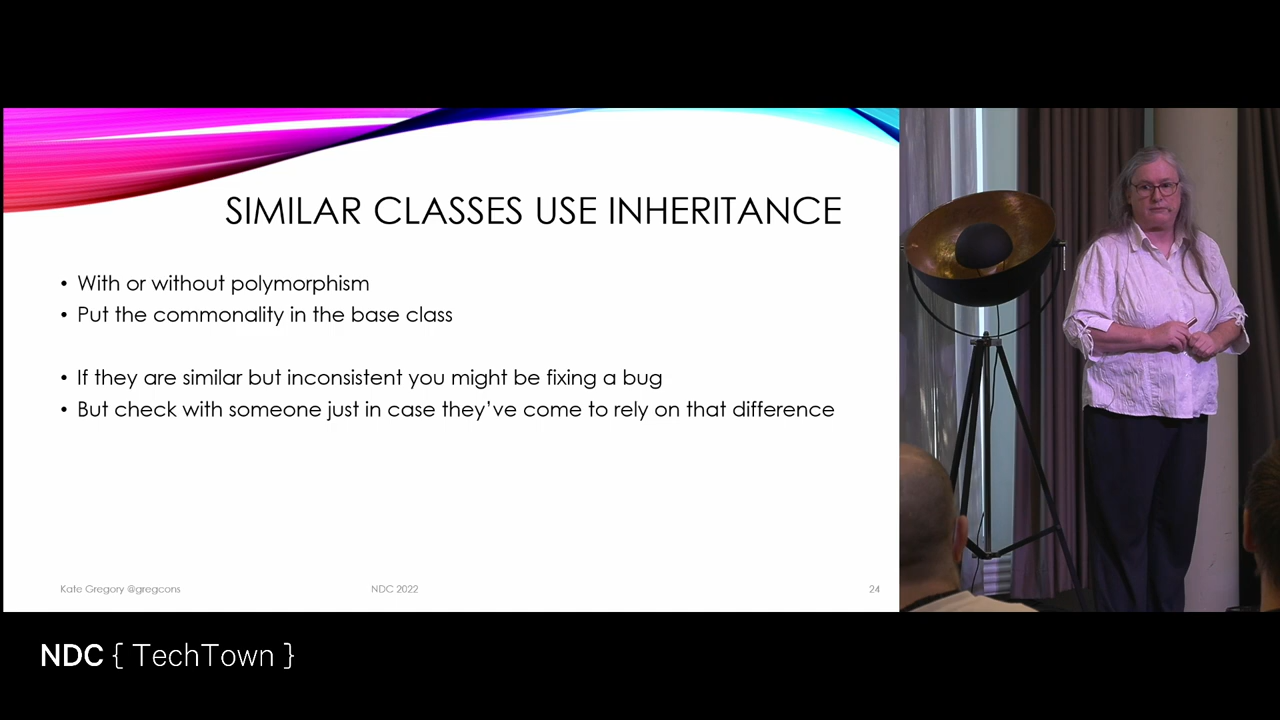 SIMILAR CLASSES USE INHERITANCE
• With or without polymorphism
• Put the commonality in the base class
• If they are similar but inconsistent you might be fixing a bug
• But check with someone just in case they've come to rely on that difference
Kate Gregory @gregcons
NDC 2022
24
NDC { TechTown }